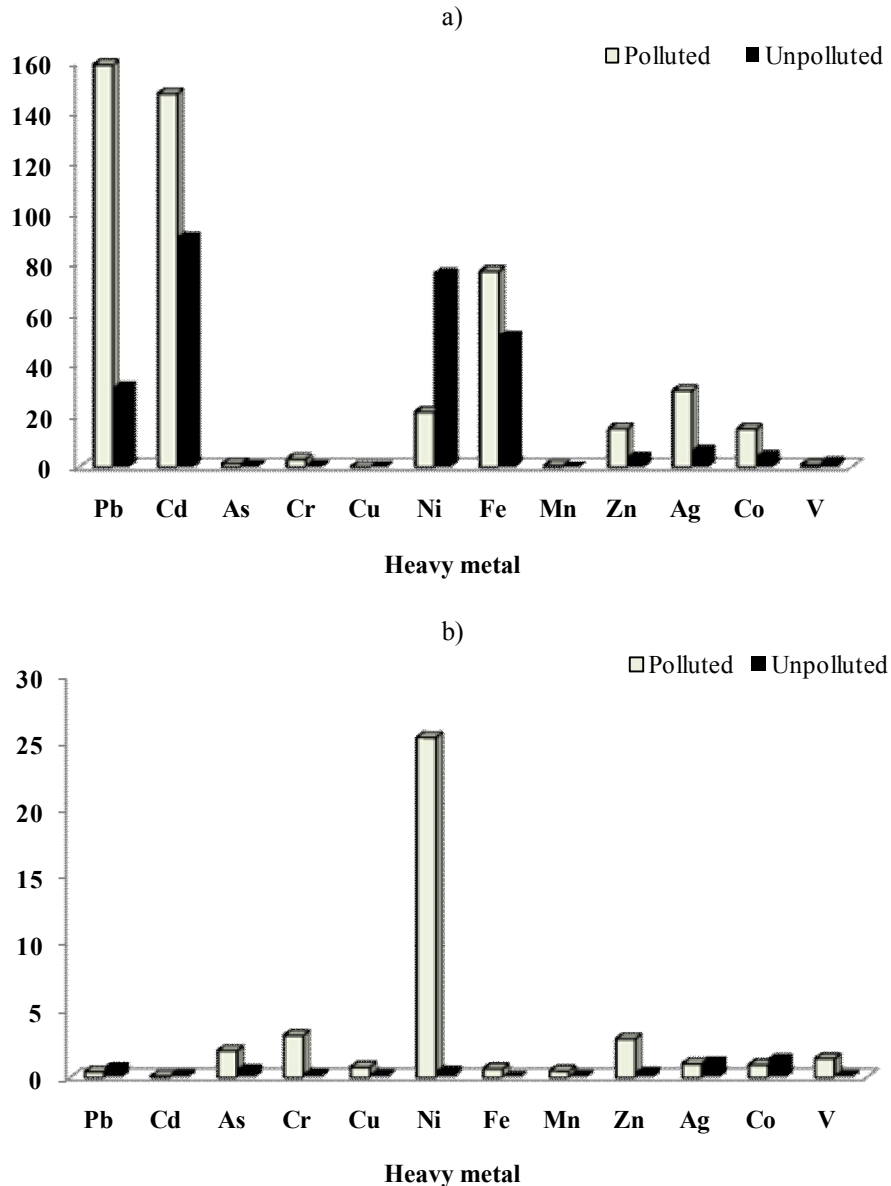 a)
Polluted Unpolluted
160
140
120
100
80
60
40
20
0
Pb Cd As Cr Cu Ni Fe Mn Zn Ag Co V
Heavy metal
b)
Polluted Unpolluted
30
25
20
15
10
5
0
Pb Cd As Cr Cu Ni Fe Mn Zn Ag Co V
Heavy metal